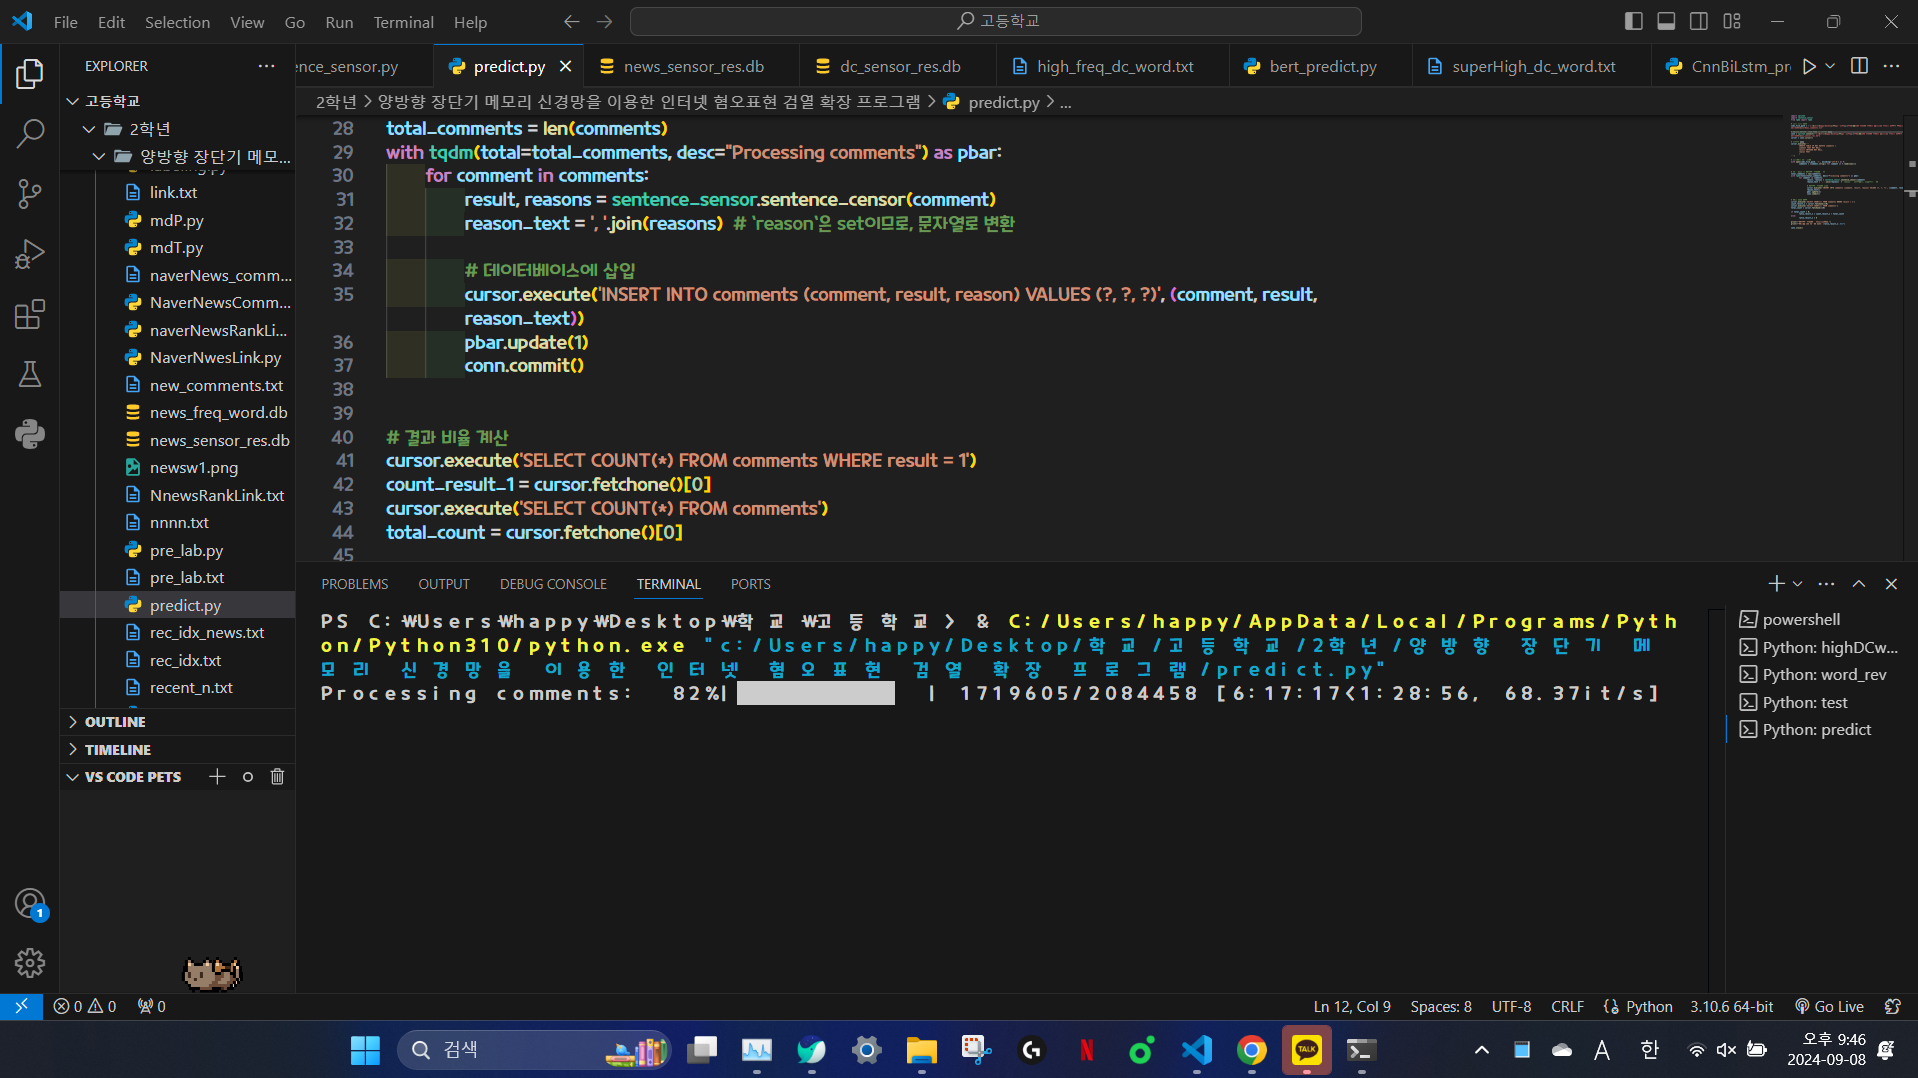 File Edit Selection View Go Run Terminal Help
고등학교
EXPLORER
고등학교
2학년
양방향 장단기 메모...
labeling.py
link.txt
mdP.py
mdT.py
naverNews_comm...
NaverNewsComm...
naverNewsRankLi...
NaverNwesLink.py
new_comments.txt
news_freq_word.db
news_sensor_res.db
newsw1.png
NnewsRankLink.txt
nnnn.txt
pre_lab.py
pre_lab.txt
predict.py
rec_idx_news.txt
rec_idx.txt
recent_n.txt
OUTLINE
TIMELINE
VS CODE PETS
ence_sensor.py predict.py news_sensor_res.db dc_sensor_res.db high_freq_dc_word.txt bert_predict.py superHigh_dc_word.txt CnnBiLstm_pr
2학년 > 양방향 장단기 메모리 신경망을 이용한 인터넷 혐오표현 검열 확장 프로그램 > predict.py > ...
28 total_comments = len(comments)
29 with tqdm(total=total_comments, desc="Processing comments") as pbar:
30 for comment in comments:
31 result, reasons = sentence_sensor.sentence_censor(comment)
32 reason_text = ', '.join(reasons) # `reason`은 set이므로, 문자열로 변환
33
34 # 데이터베이스에 삽입
35 cursor.execute('INSERT INTO comments (comment, result, reason) VALUES (?, ?, ?)', (comment, result,
reason_text))
36 pbar.update(1)
37 conn.commit()
38
39
40 # 결과 비율 계산
41 cursor.execute('SELECT COUNT(*) FROM comments WHERE result = 1')
42 count_result_1 = cursor.fetchone()[0]
43 cursor.execute('SELECT COUNT(*) FROM comments')
44 total_count = cursor.fetchone()[0]
45
PROBLEMS OUTPUT DEBUG CONSOLE TERMINAL PORTS
PS C:₩Users₩happy₩Desktop₩학교₩고등학교> & C:/Users/happy/AppData/Local/Programs/Pyth
on/Python310/python.exe "c:/Users/happy/Desktop/학교/고등학교/2학년/양방향 장단기 메
모리 신경망을 이용한 인터넷 혐오표현 검열 확장 프로그램/predict.py"
Processing comments: 82%| | 1719605/2084458 [6:17:17<1:28:56, 68.37it/s]
powershell
Python: highDCw...
Python: word_rev
Python: test
Python: predict
1
0 0 0
Ln 12, Col 9 Spaces: 8 UTF-8 CRLF Python 3.10.6 64-bit Go Live
검색
TALK
A 한
오후 9:46
2024-09-08